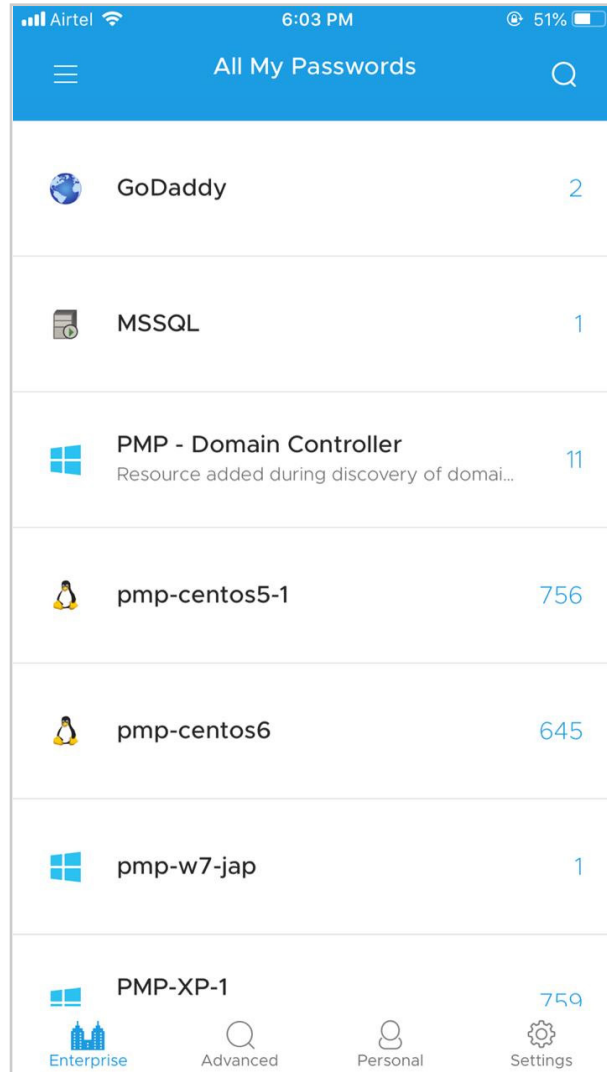 Airtel 6:03 PM 51%
All My Passwords
GoDaddy 2
MSSQL 1
PMP - Domain Controller 11
Resource added during discovery of domai...
pmp-centos5-1 756
pmp-centos6 645
pmp-w7-jap 1
PMP-XP-1 759
Enterprise Advanced Personal Settings